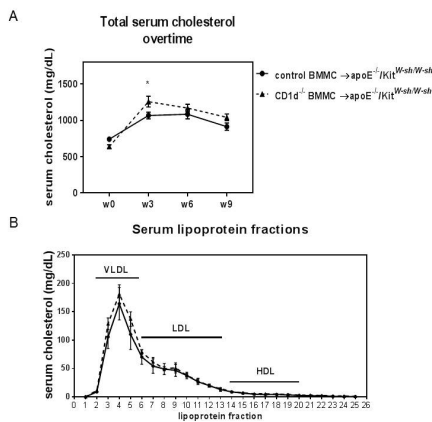 A
Total serum cholesterol
overtime
serum cholesterol (mg/dL)
1500
1000
500
0
*
w0 w3 w6 w9
control BMMC →apoE-/-/KitW-sh/W-sh
CD1d-/- BMMC →apoE-/-/KitW-sh/W-sh
B
Serum lipoprotein fractions
serum cholesterol (mg/dL)
250
200
150
100
50
0
VLDL
LDL
HDL
0 1 2 3 4 5 6 7 8 9 10 11 12 13 14 15 16 17 18 19 20 21 22 23 24 25 26
lipoprotein fraction